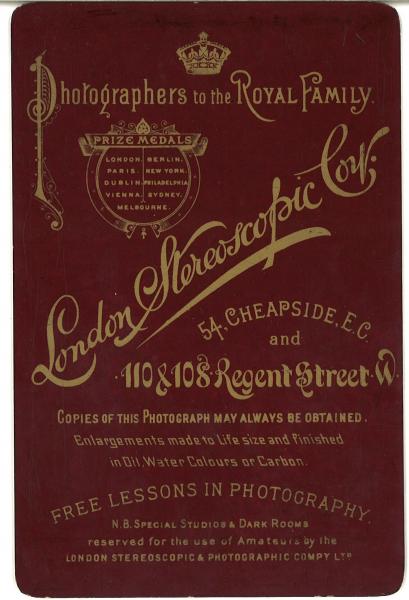 Photographers to the Royal Family.
PRIZE MEDALS
LONDON. BERLIN.
PARIS. NEW YORK.
DUBLIN. PHILADELPHIA
VIENNA. SYDNEY.
MELBOURNE.
London Stereoscopic Coy.
54, CHEAPSIDE, E.C.
and
110 & 108 Regent Street W.
COPIES OF THIS PHOTOGRAPH MAY ALWAYS BE OBTAINED.
Enlargements made to Life size and finished
in Oil, Water Colours or Carbon.
FREE LESSONS IN PHOTOGRAPHY.
N.B. SPECIAL STUDIOS & DARK ROOMS
reserved for the use of Amateurs by the
LONDON STEREOSCOPIC & PHOTOGRAPHIC COMPY LTD